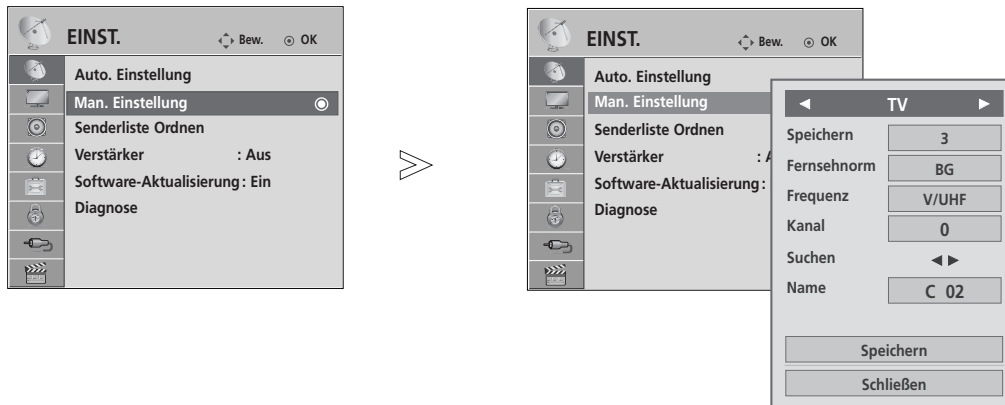 EINST. Bew. OK
Auto. Einstellung
Man. Einstellung
Senderliste Ordnen
Verstärker : Aus
Software-Aktualisierung : Ein
Diagnose
EINST. Bew. OK
Auto. Einstellung
Man. Einstellung
Senderliste Ordnen
Verstärker : A
Software-Aktualisierung :
Diagnose
TV
Speichern 3
Fernsehnorm BG
Frequenz V/UHF
Kanal 0
Suchen
Name C 02
Speichern
Schließen